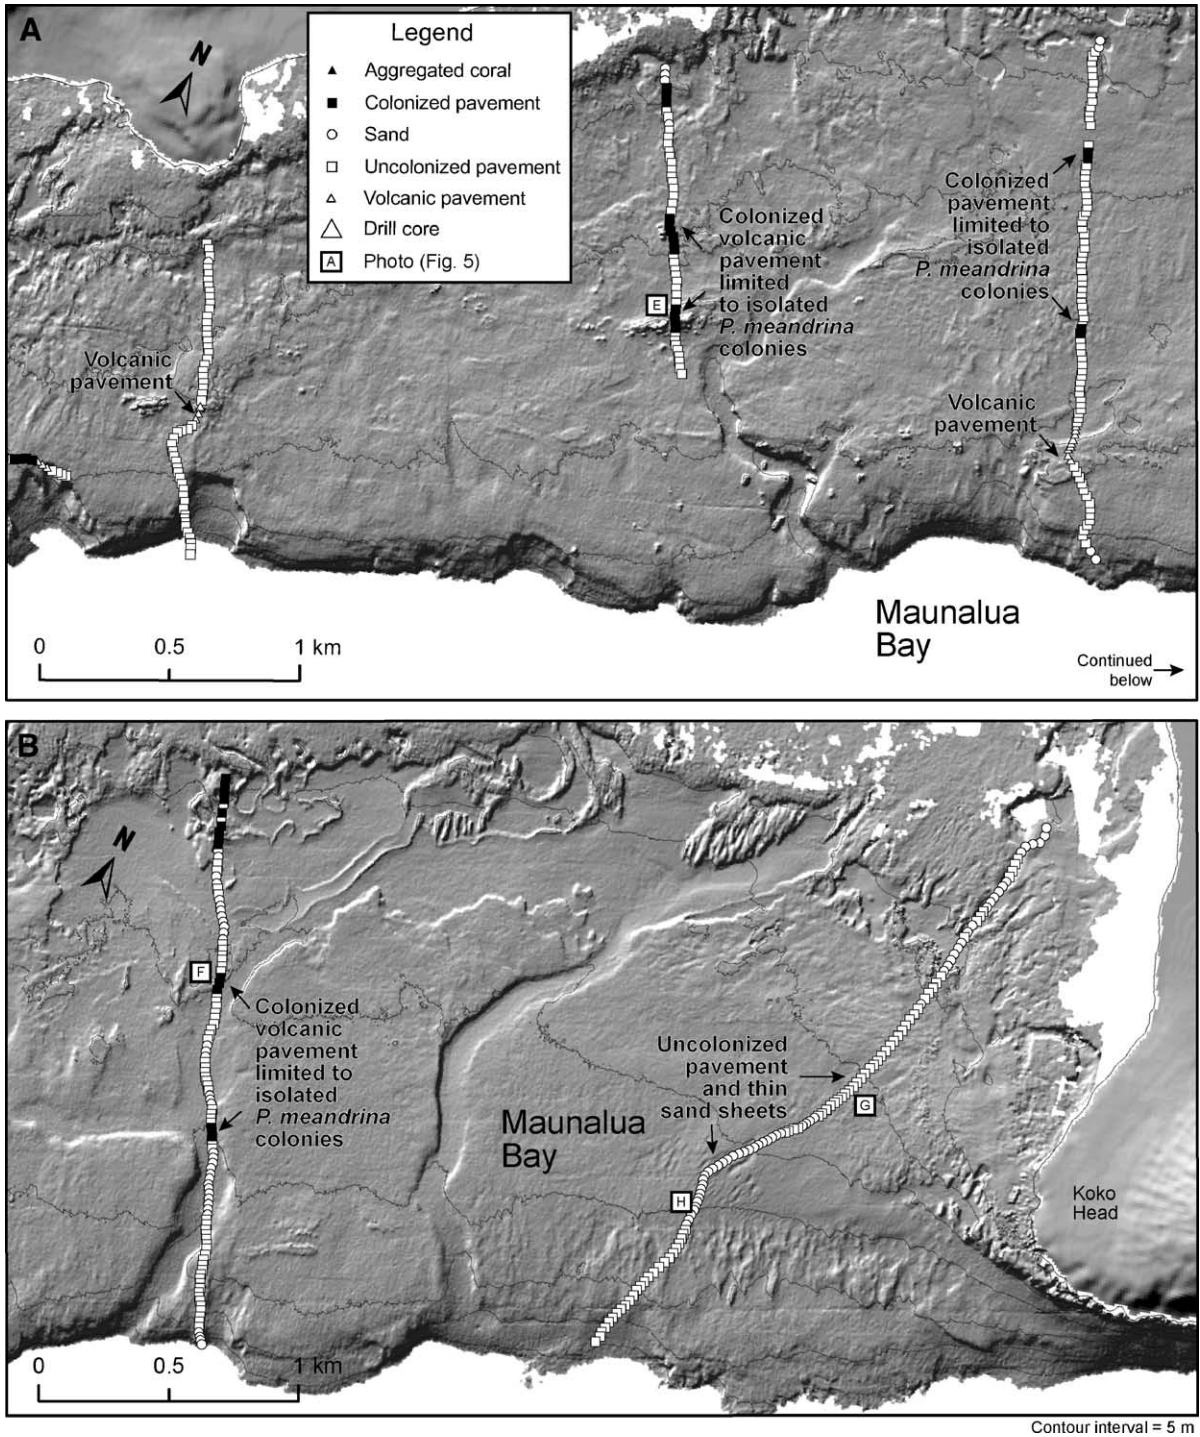 A
N
Legend
Aggregated coral
Colonized pavement
Sand
Uncolonized pavement
Volcanic pavement
Drill core
A Photo (Fig. 5)
Volcanic
pavement
E
Colonized
volcanic
pavement
limited
to isolated
P. meandrina
colonies
Colonized
pavement
limited to
isolated
P. meandrina
colonies
Volcanic
pavement
Maunalua
Bay
0 0.5 1 km
Continued
below
B
N
F
Colonized
volcanic
pavement
limited to
isolated
P. meandrina
colonies
Uncolonized
pavement
and thin
sand sheets
G
Maunalua
Bay
H
Koko
Head
0 0.5 1 km
Contour interval = 5 m